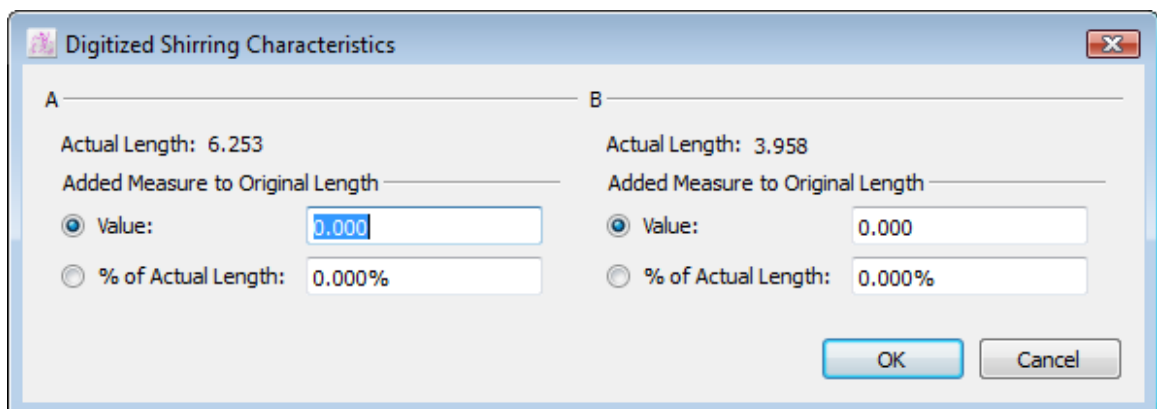 Digitized Shirring Characteristics
A
Actual Length: 6.253
Added Measure to Original Length
Value: 0.000
% of Actual Length: 0.000%
B
Actual Length: 3.958
Added Measure to Original Length
Value: 0.000
% of Actual Length: 0.000%
OK Cancel